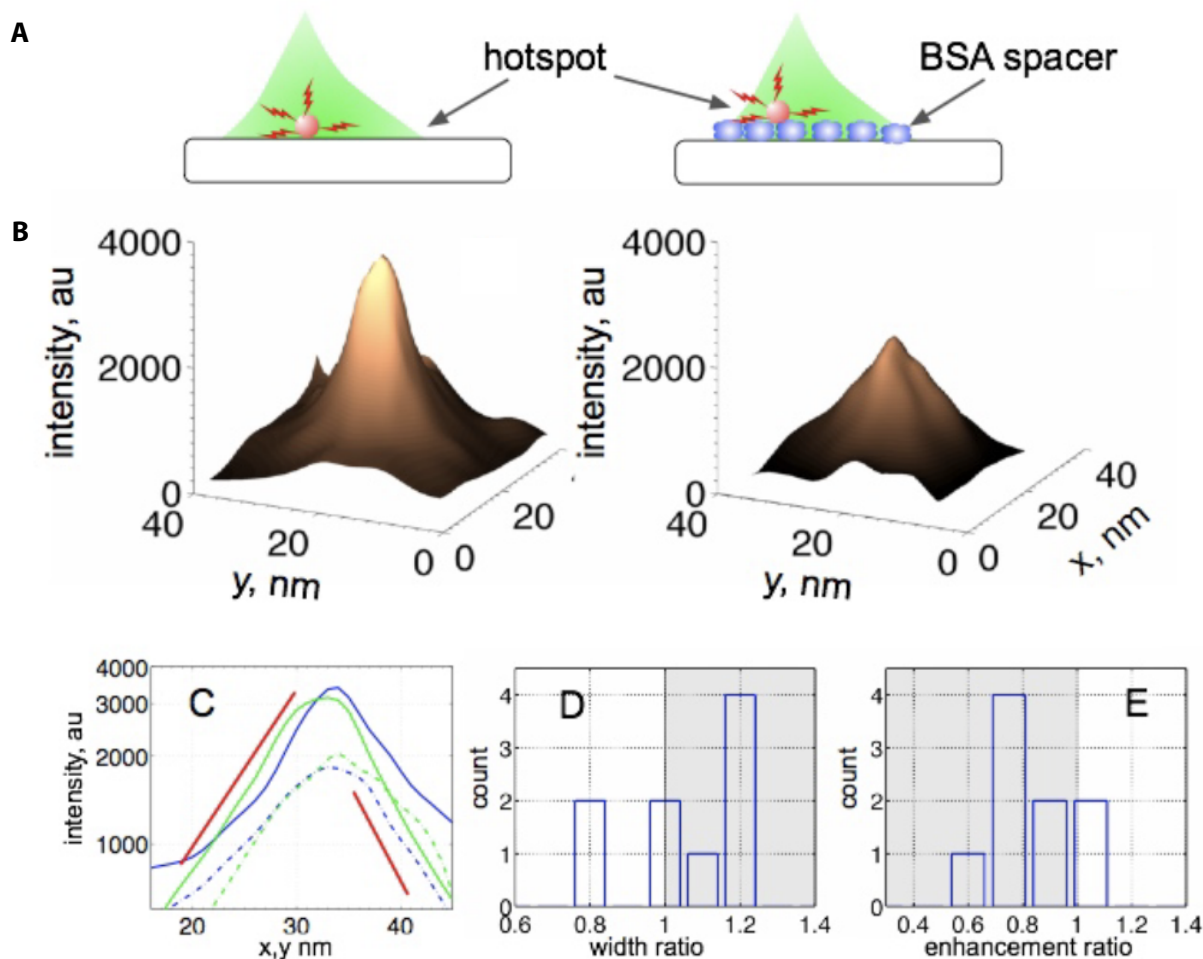 A
hotspot
BSA spacer
B
4000
2000
0
intensity, au
40
20
0
y, nm
0
20
4000
2000
0
intensity, au
40
20
0
y, nm
0
20
40
x, nm
C
4000
3000
2000
1000
intensity, au
20
30
40
x,y nm
D
4
3
2
1
0
count
0.6
0.8
1
1.2
1.4
width ratio
E
4
3
2
1
0
count
0.4
0.6
0.8
1
1.2
1.4
enhancement ratio